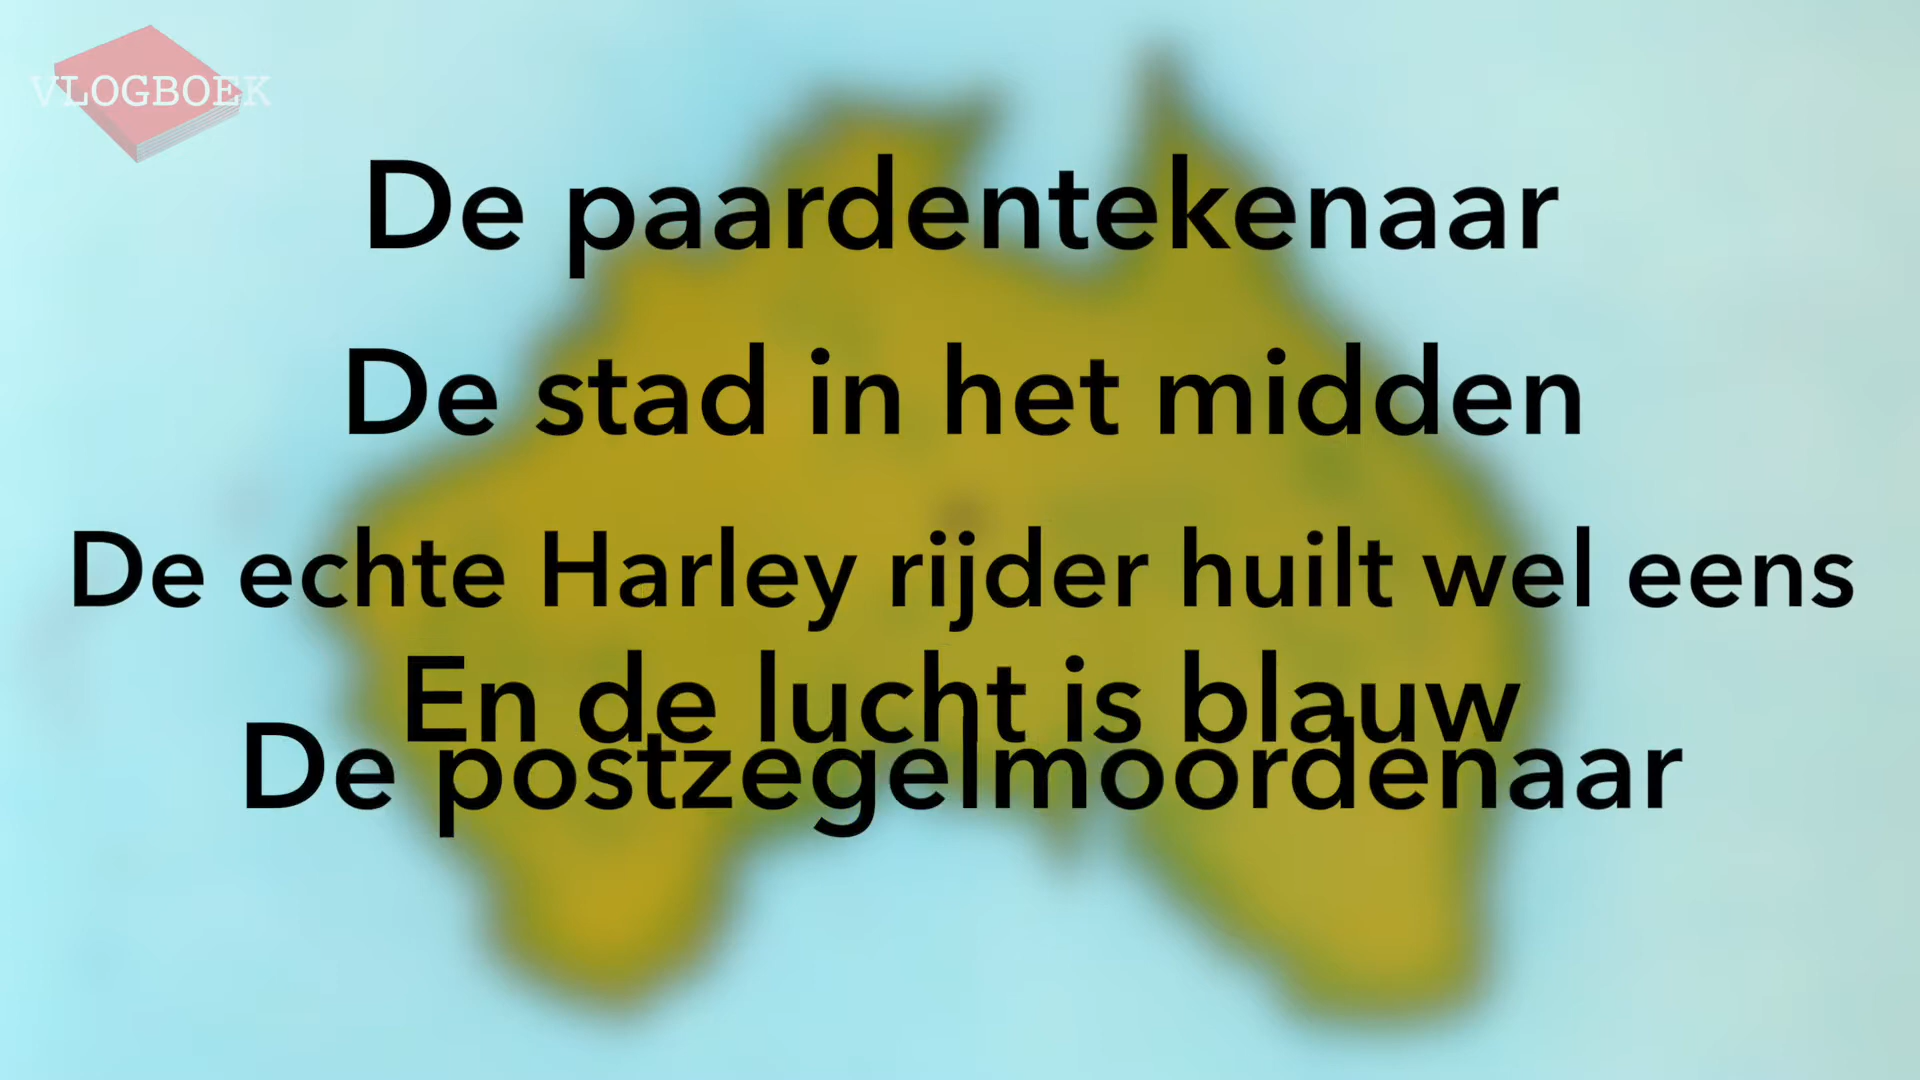 VLOGBOEK
De paardentekenaar
De stad in het midden
De echte Harley rijder huilt wel eens
En de lucht is blauw
De postzegelmoordenaar